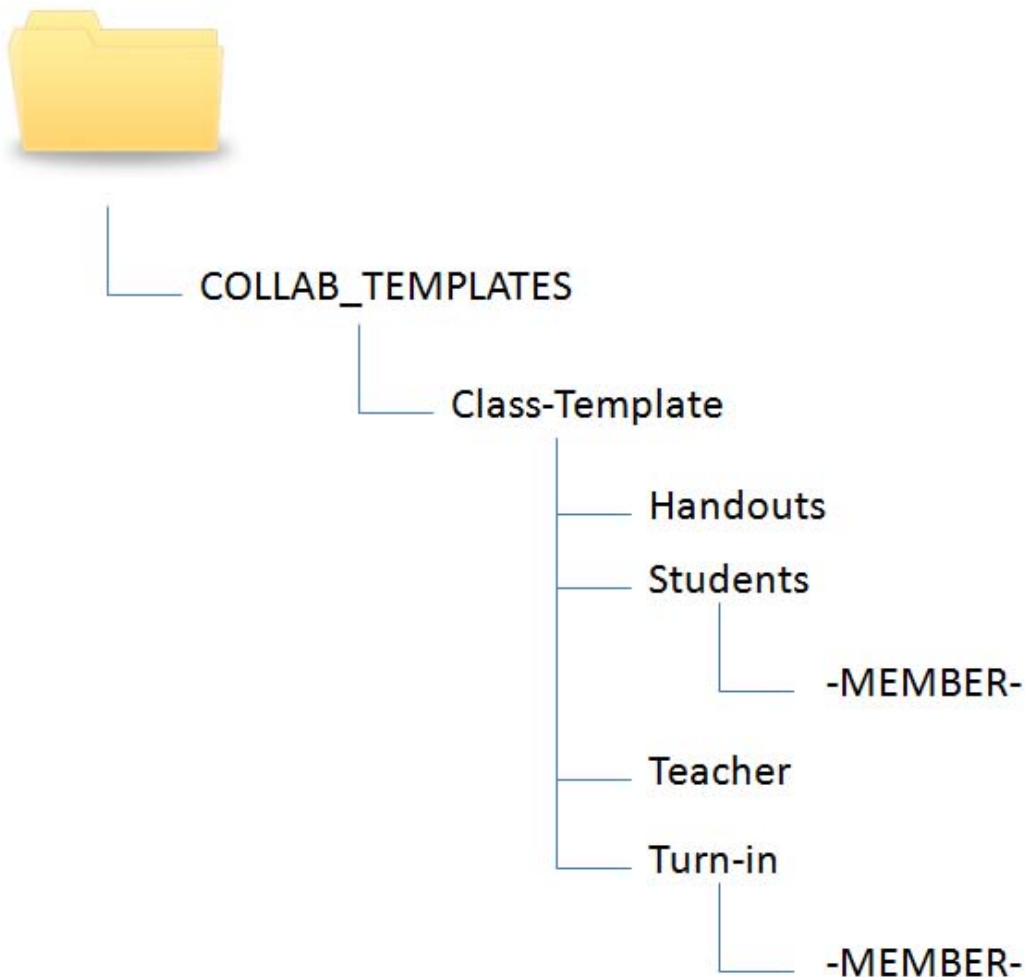 COLLAB_TEMPLATES
Class-Template
Handouts
Students
-MEMBER-
Teacher
Turn-in
-MEMBER-